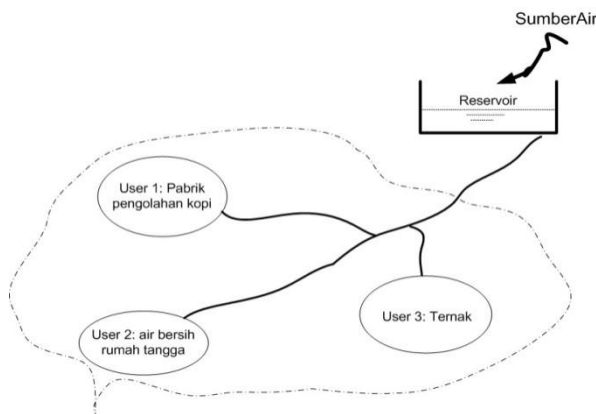 SumberAir
Reservoir
User 1: Pabrik
pengolahan kopi
User 3: Ternak
User 2: air bersih
rumah tangga